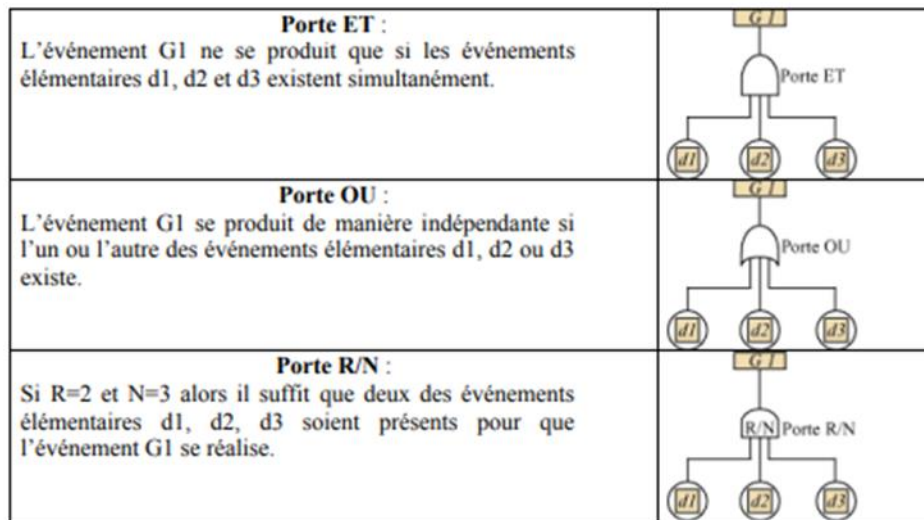 Porte ET :
L'événement G1 ne se produit que si les événements
élémentaires d1, d2 et d3 existent simultanément.
G1
Porte ET
d1 d2 d3
Porte OU :
L'événement G1 se produit de manière indépendante si
l'un ou l'autre des événements élémentaires d1, d2 ou d3
existe.
G1
Porte OU
d1 d2 d3
Porte R/N :
Si R=2 et N=3 alors il suffit que deux des événements
élémentaires d1, d2, d3 soient présents pour que
l'événement G1 se réalise.
G1
R/N Porte R/N
d1 d2 d3